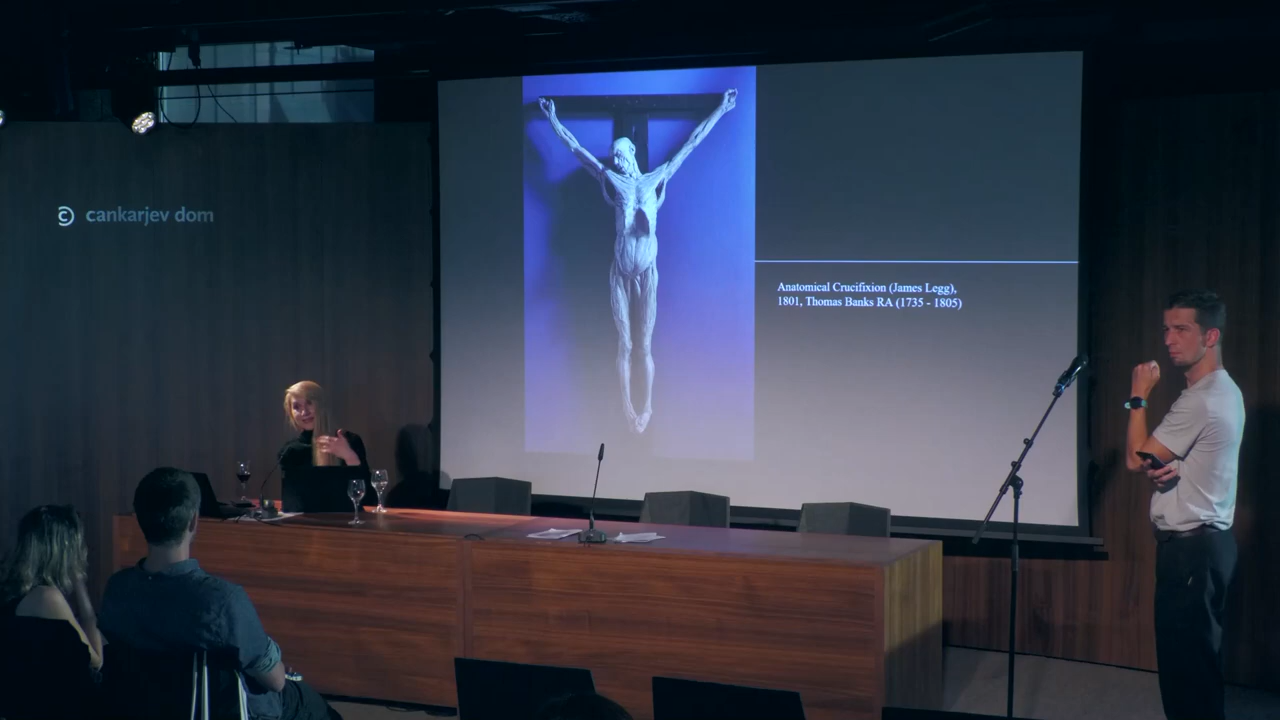 cankarjev dom
Anatomical Crucifixion (James Legg),
1801, Thomas Banks RA (1735 - 1805)